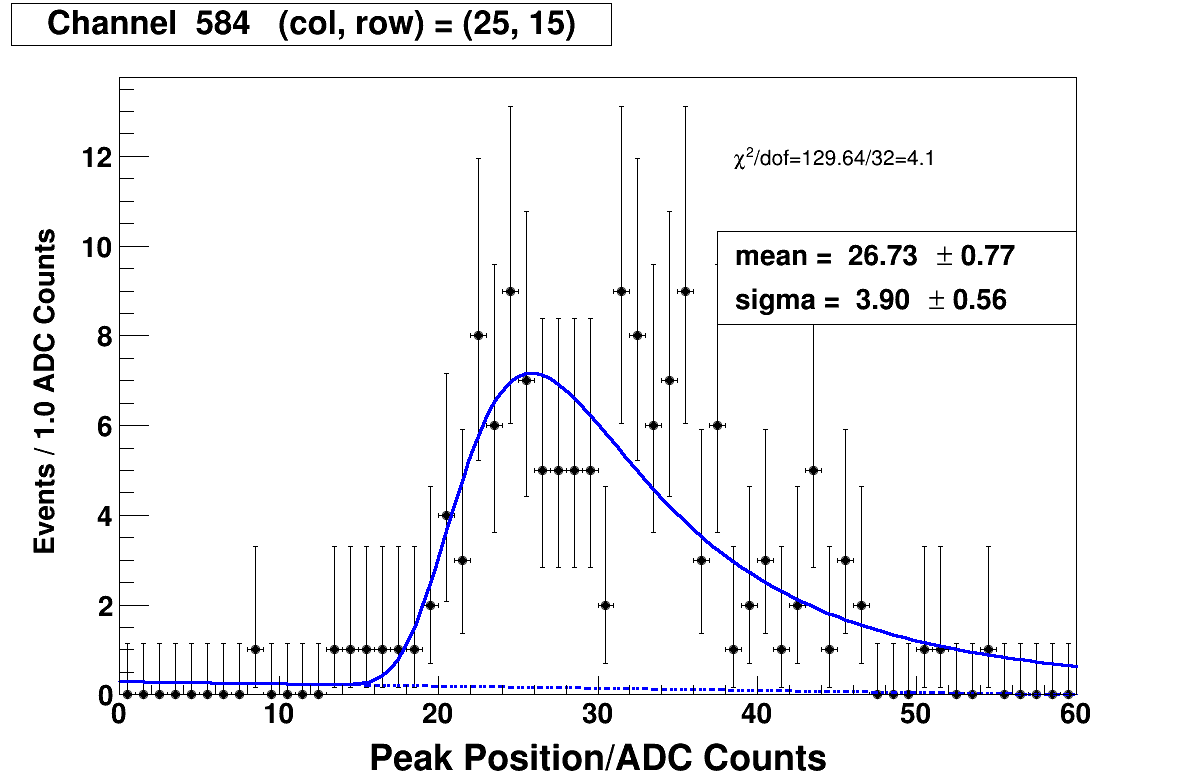 Channel 584 (col, row) = (25, 15)
χ²/dof=129.64/32=4.1
mean = 26.73 ± 0.77
sigma = 3.90 ± 0.56
Events / 1.0 ADC Counts
12
10
8
6
4
2
0
0 10 20 30 40 50 60
Peak Position/ADC Counts